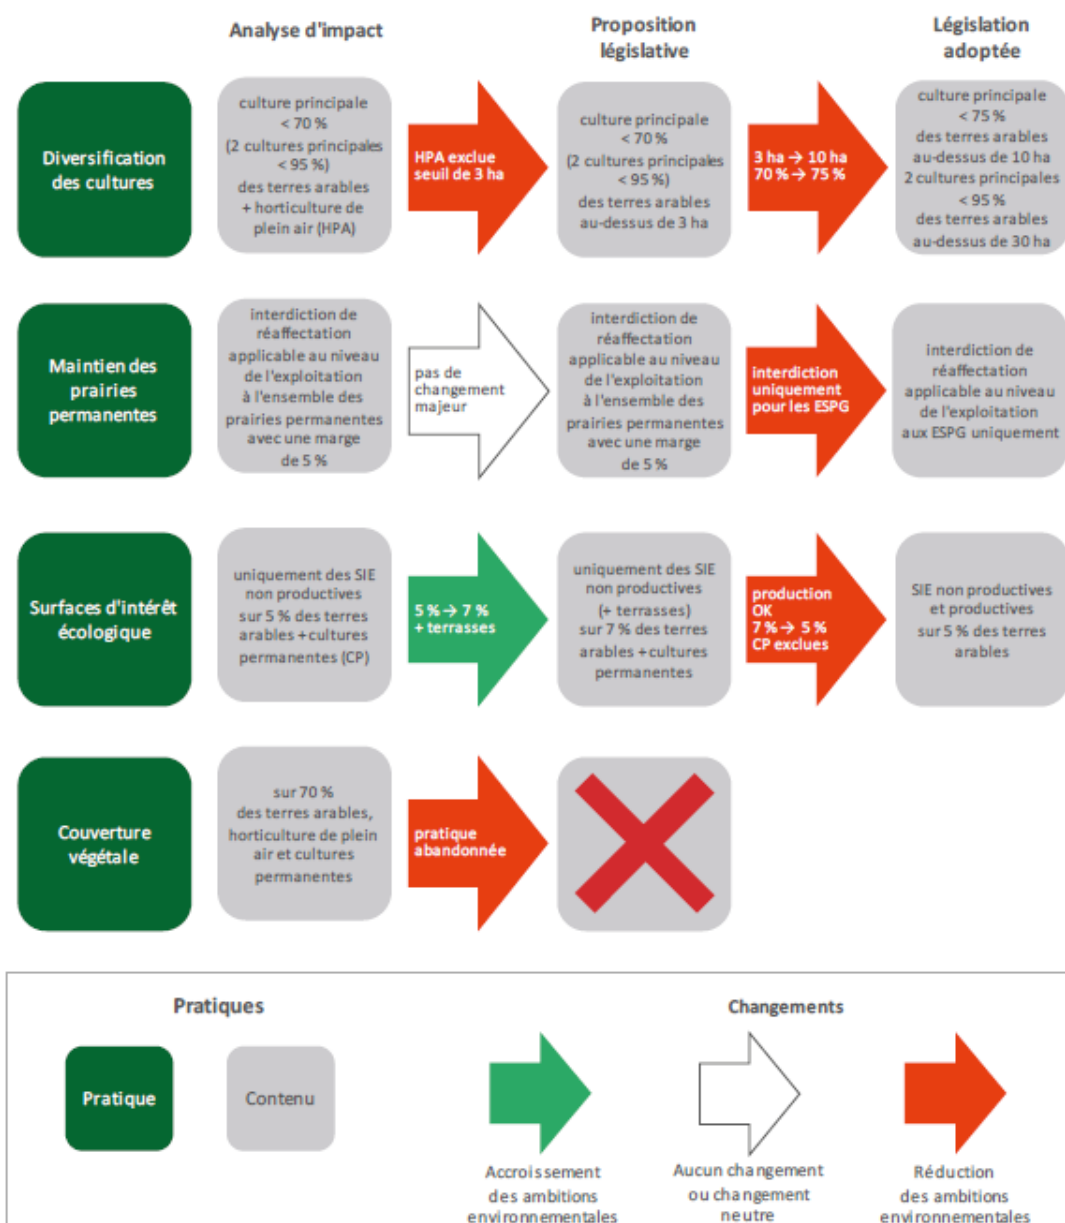 Analyse d'impact
Proposition
législative
Législation
adoptée
Diversification
des cultures
culture principale
< 70 %
(2 cultures principales
< 95 %)
des terres arables
+ horticulture de
plein air (HPA)
HPA exclue
seuil de 3 ha
culture principale
< 70 %
(2 cultures principales
< 95 %)
des terres arables
au-dessus de 3 ha
3 ha → 10 ha
70 % → 75 %
culture principale
< 75 %
des terres arables
au-dessus de 10 ha
2 cultures principales
< 95 %
des terres arables
au-dessus de 30 ha
Maintien des
prairies
permanentes
interdiction de
réaffectation
applicable au niveau
de l'exploitation
à l'ensemble des
prairies permanentes
avec une marge
de 5 %
pas de
changement
majeur
interdiction de
réaffectation
applicable au niveau
de l'exploitation
à l'ensemble des
prairies permanentes
avec une marge
de 5 %
interdiction
uniquement
pour les ESPG
interdiction de
réaffectation
applicable au niveau
de l'exploitation
aux ESPG uniquement
Surfaces d'intérêt
écologique
uniquement des SIE
non productives
sur 5 % des terres
arables + cultures
permanentes (CP)
5 % → 7 %
+ terrasses
uniquement des SIE
non productives
(+ terrasses)
sur 7 % des terres
arables + cultures
permanentes
production
OK
7 % → 5 %
CP exclues
SIE non productives
et productives
sur 5 % des terres
arables
Couverture
végétale
sur 70 %
des terres arables,
horticulture de plein
air et cultures
permanentes
pratique
abandonnée
Pratiques
Changements
Pratique
Contenu
Accroissement
des ambitions
environnementales
Aucun changement
ou changement
neutre
Réduction
des ambitions
environnementales